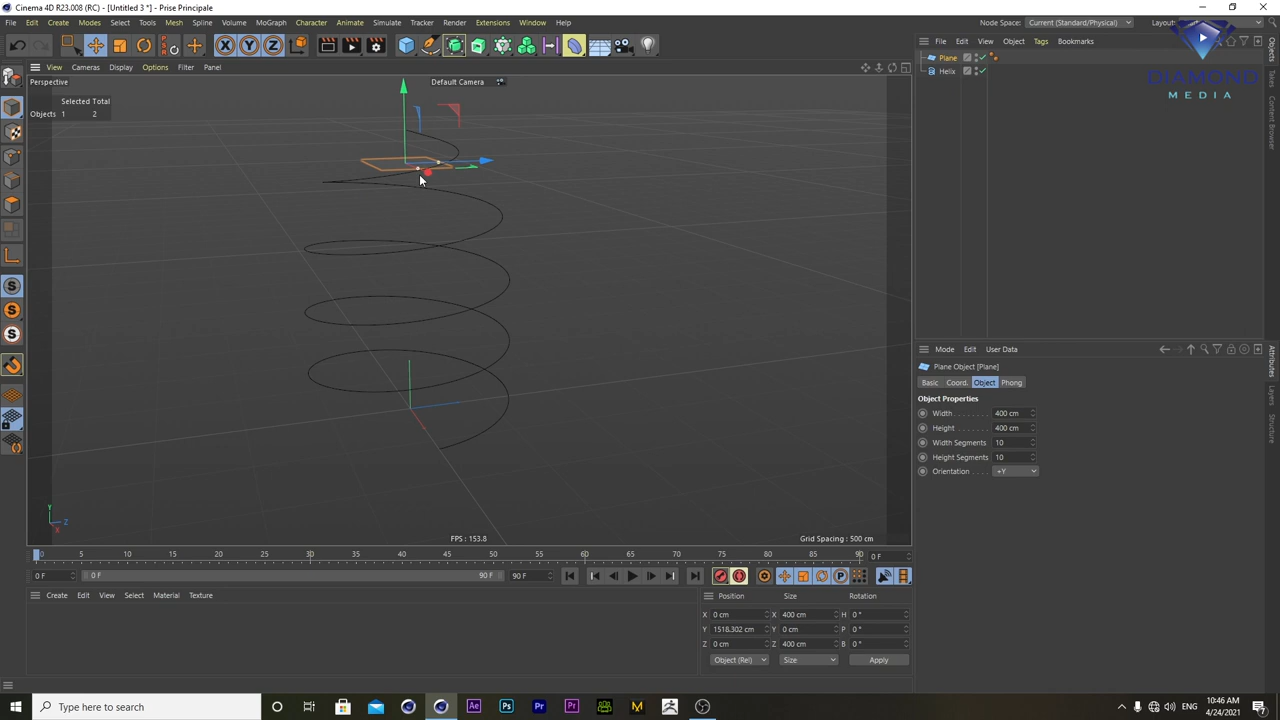 Cinema 4D R23.008 (RC) - [Untitled 3 *] - Prise Principale
File Edit Create Modes Select Tools Mesh Spline Volume MoGraph Character Animate Simulate Tracker Render Extensions Window Help
Node Space: Current (Standard/Physical) Layout:
File Edit View Object Tags Bookmarks
Plane
Helix
DIAMOND
MEDIA
View Cameras Display Options Filter Panel
Perspective
Default Camera
Selected Total
Objects 1 2
Objects
Takes
Content Browser
Mode Edit User Data
Attributes
Layers
Structure
Plane Object [Plane]
Basic Coord. Object Phong
Object Properties
Width 400 cm
Height 400 cm
Width Segments 10
Height Segments 10
Orientation +Y
Y
Z
X
FPS : 153.8
Grid Spacing : 500 cm
0 5 10 15 20 25 30 35 40 45 50 55 60 65 70 75 80 85 90 0 F
0 F 0 F 90 F 90 F
Create Edit View Select Material Texture
Position Size Rotation
X 0 cm X 400 cm H 0 °
Y 1518.302 cm Y 0 cm P 0 °
Z 0 cm Z 400 cm B 0 °
Object (Rel) Size Apply
Type here to search
ENG
10:46 AM
4/24/2021